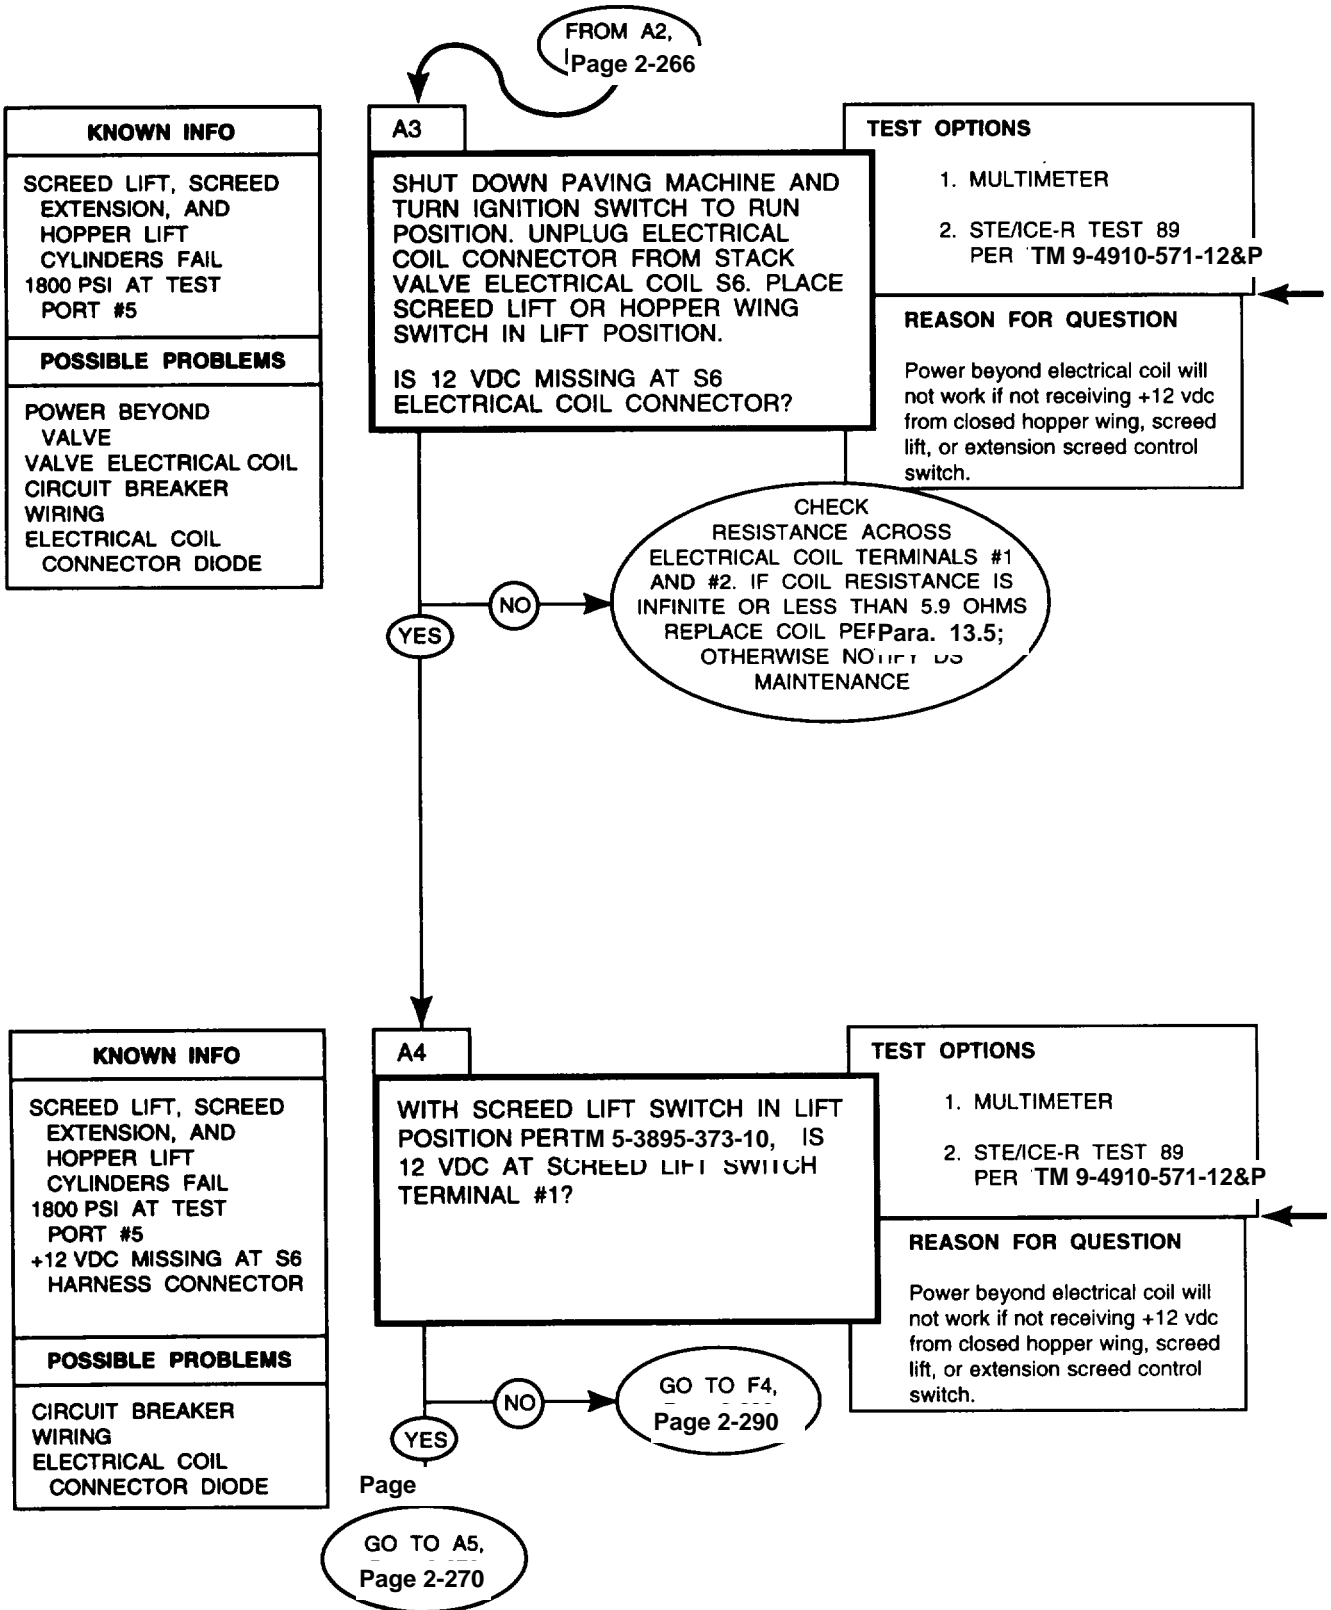 FROM A2,
Page 2-266
KNOWN INFO
SCREED LIFT, SCREED
EXTENSION, AND
HOPPER LIFT
CYLINDERS FAIL
1800 PSI AT TEST
PORT #5
POSSIBLE PROBLEMS
POWER BEYOND
VALVE
VALVE ELECTRICAL COIL
CIRCUIT BREAKER
WIRING
ELECTRICAL COIL
CONNECTOR DIODE
A3
SHUT DOWN PAVING MACHINE AND
TURN IGNITION SWITCH TO RUN
POSITION. UNPLUG ELECTRICAL
COIL CONNECTOR FROM STACK
VALVE ELECTRICAL COIL S6. PLACE
SCREED LIFT OR HOPPER WING
SWITCH IN LIFT POSITION.
IS 12 VDC MISSING AT S6
ELECTRICAL COIL CONNECTOR?
TEST OPTIONS
1. MULTIMETER
2. STE/ICE-R TEST 89
PER TM 9-4910-571-12&P
REASON FOR QUESTION
Power beyond electrical coil will
not work if not receiving +12 vdc
from closed hopper wing, screed
lift, or extension screed control
switch.
NO
YES
CHECK
RESISTANCE ACROSS
ELECTRICAL COIL TERMINALS #1
AND #2. IF COIL RESISTANCE IS
INFINITE OR LESS THAN 5.9 OHMS
REPLACE COIL PER Para. 13.5;
OTHERWISE NOTIFY DS
MAINTENANCE
KNOWN INFO
SCREED LIFT, SCREED
EXTENSION, AND
HOPPER LIFT
CYLINDERS FAIL
1800 PSI AT TEST
PORT #5
+12 VDC MISSING AT S6
HARNESS CONNECTOR
POSSIBLE PROBLEMS
CIRCUIT BREAKER
WIRING
ELECTRICAL COIL
CONNECTOR DIODE
A4
WITH SCREED LIFT SWITCH IN LIFT
POSITION PER TM 5-3895-373-10, IS
12 VDC AT SCREED LIFT SWITCH
TERMINAL #1?
TEST OPTIONS
1. MULTIMETER
2. STE/ICE-R TEST 89
PER TM 9-4910-571-12&P
REASON FOR QUESTION
Power beyond electrical coil will
not work if not receiving +12 vdc
from closed hopper wing, screed
lift, or extension screed control
switch.
NO
GO TO F4,
Page 2-290
YES
Page
GO TO A5,
Page 2-270